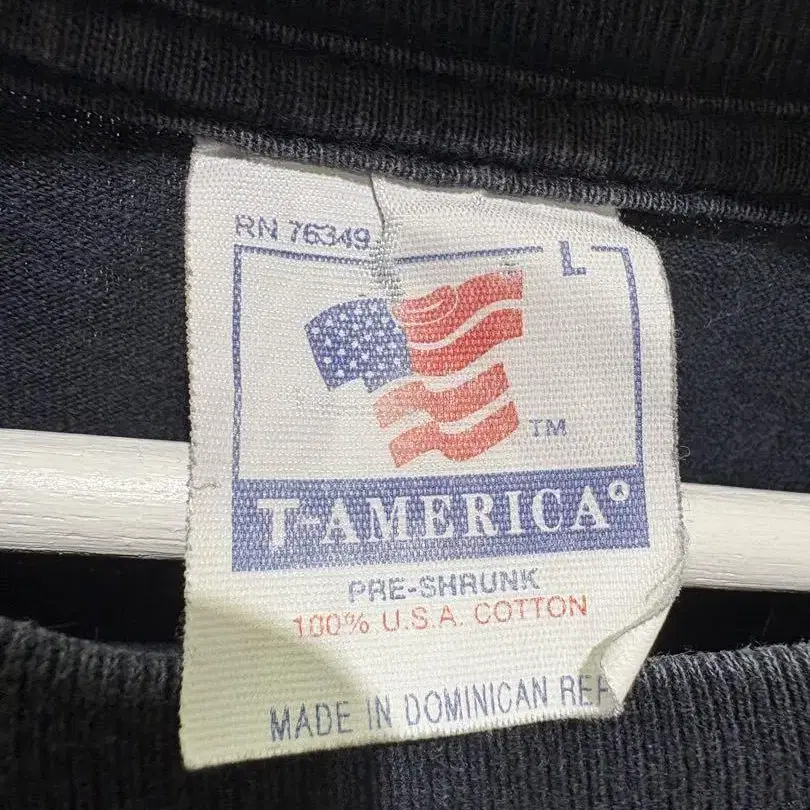 RN 76349
L
TM
T-AMERICA®
PRE-SHRUNK
100% U.S.A. COTTON
MADE IN DOMINICAN REP